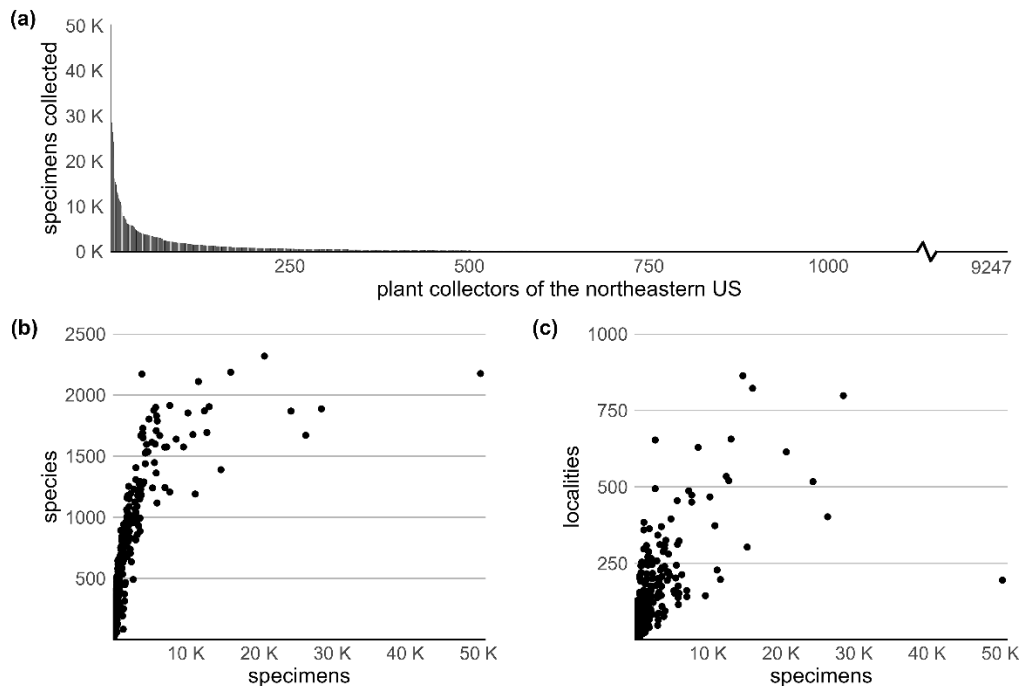 (a)
50 K
40 K
30 K
20 K
10 K
0 K
specimens collected
250 500 750 1000 9247
plant collectors of the northeastern US
(b)
2500
2000
1500
1000
500
species
10 K 20 K 30 K 40 K 50 K
specimens
(c)
1000
750
500
250
localities
10 K 20 K 30 K 40 K 50 K
specimens